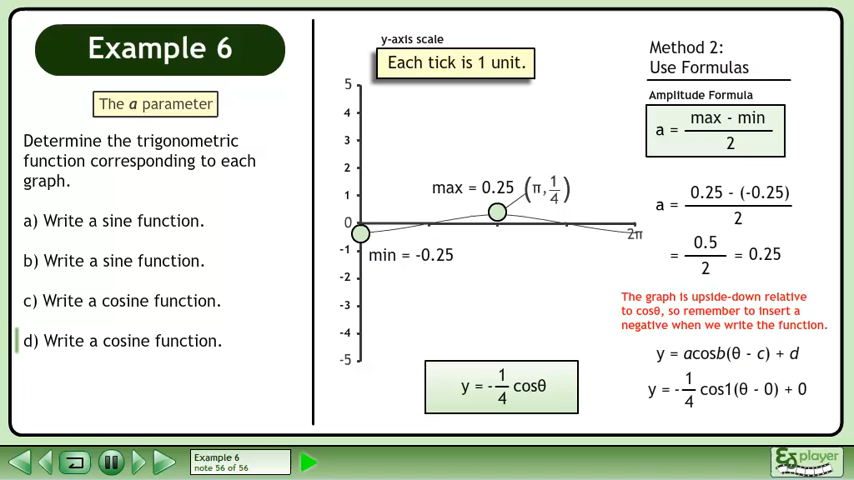 Example 6
The a parameter
Determine the trigonometric
function corresponding to each
graph.
a) Write a sine function.
b) Write a sine function.
c) Write a cosine function.
d) Write a cosine function.
y-axis scale
Each tick is 1 unit.
5
4
3
2
1
0
-1
-2
-3
-4
-5
max = 0.25 (π, 1/4)
min = -0.25
2π
y = -1/4 cosθ
Method 2:
Use Formulas
Amplitude Formula
a = max - min / 2
a = 0.25 - (-0.25) / 2
= 0.5 / 2 = 0.25
The graph is upside-down relative
to cosθ, so remember to insert a
negative when we write the function.
y = acosb(θ - c) + d
y = -1/4 cos1(θ - 0) + 0
Example 6
note 56 of 56
player